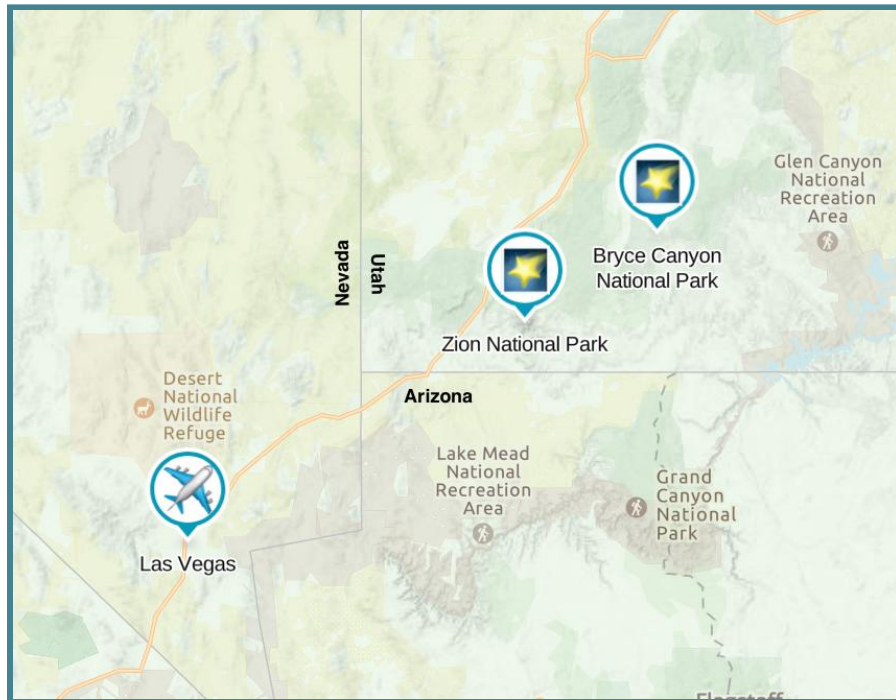 Glen Canyon
National
Recreation
Area
Bryce Canyon
National Park
Nevada
Utah
Zion National Park
Arizona
Desert
National
Wildlife
Refuge
Lake Mead
National
Recreation
Area
Grand
Canyon
National
Park
Las Vegas
Flagstaff